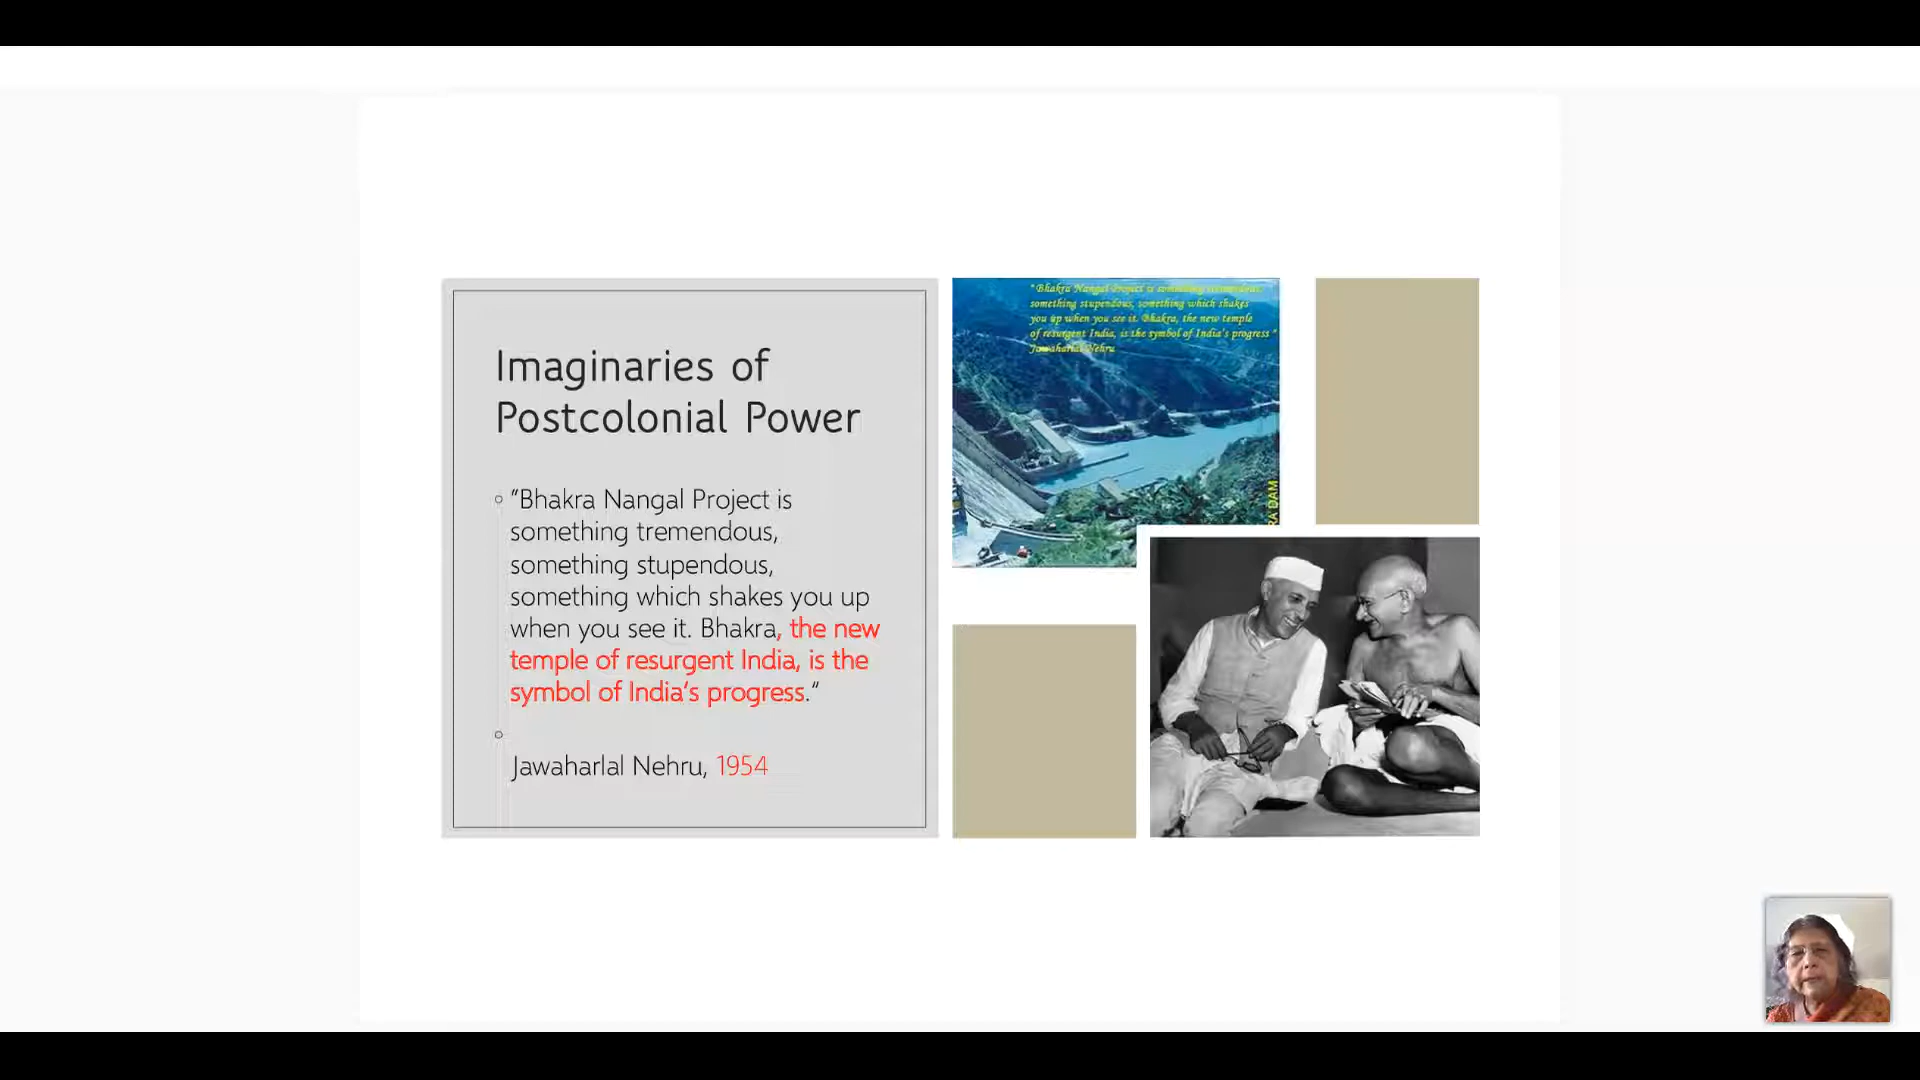 Imaginaries of
Postcolonial Power
“Bhakra Nangal Project is
something tremendous,
something stupendous,
something which shakes you up
when you see it. Bhakra, the new
temple of resurgent India, is the
symbol of India’s progress.”
Jawaharlal Nehru, 1954
" Bhakra Nangal Project is something tremendous,
something stupendous, something which shakes
you up when you see it. Bhakra, the new temple
of resurgent India, is the symbol of India's progress "
Jawaharlal Nehru
RA DAM